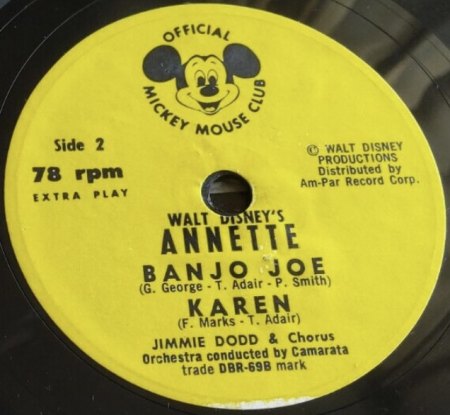 OFFICIAL
MICKEY MOUSE CLUB
Side 2
78 rpm
EXTRA PLAY
© WALT DISNEY
PRODUCTIONS
Distributed by
Am-Par Record Corp.
WALT DISNEY'S
ANNETTE
BANJO JOE
(G. George - T. Adair - P. Smith)
KAREN
(F. Marks - T. Adair)
JIMMIE DODD & Chorus
Orchestra conducted by Camarata
trade DBR-69B mark